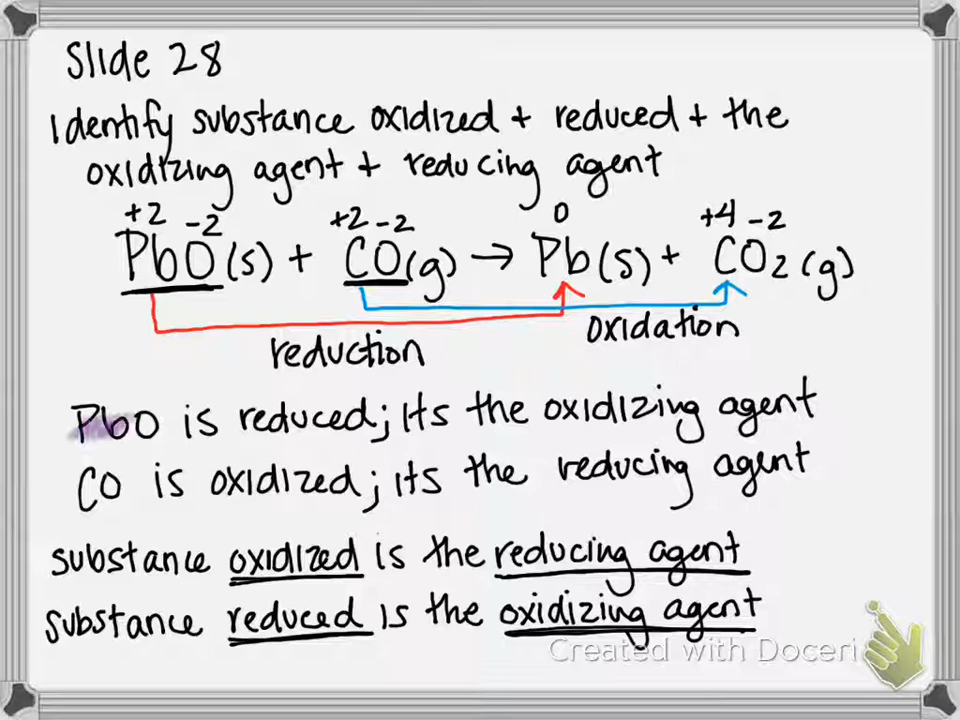 Slide 28
Identify substance oxidized + reduced + the
oxidizing agent + reducing agent
+2 -2 +2 -2 0 +4 -2
PbO(s) + CO(g) → Pb(s) + CO2(g)
reduction
oxidation
PbO is reduced; its the oxidizing agent
CO is oxidized; its the reducing agent
substance oxidized is the reducing agent
substance reduced is the oxidizing agent
Created with Doceri